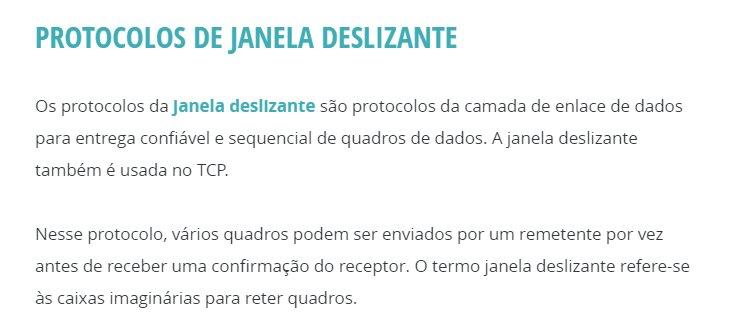 PROTOCOLOS DE JANELA DESLIZANTE
Os protocolos da janela deslizante são protocolos da camada de enlace de dados
para entrega confiável e sequencial de quadros de dados. A janela deslizante
também é usada no TCP.
Nesse protocolo, vários quadros podem ser enviados por um remetente por vez
antes de receber uma confirmação do receptor. O termo janela deslizante refere-se
às caixas imaginárias para reter quadros.